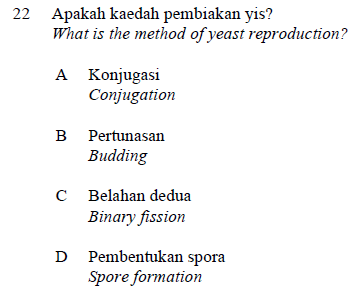 22 Apakah kaedah pembiakan yis?
What is the method of yeast reproduction?
A Konjugasi
Conjugation
B Pertunasan
Budding
C Belahan dedua
Binary fission
D Pembentukan spora
Spore formation